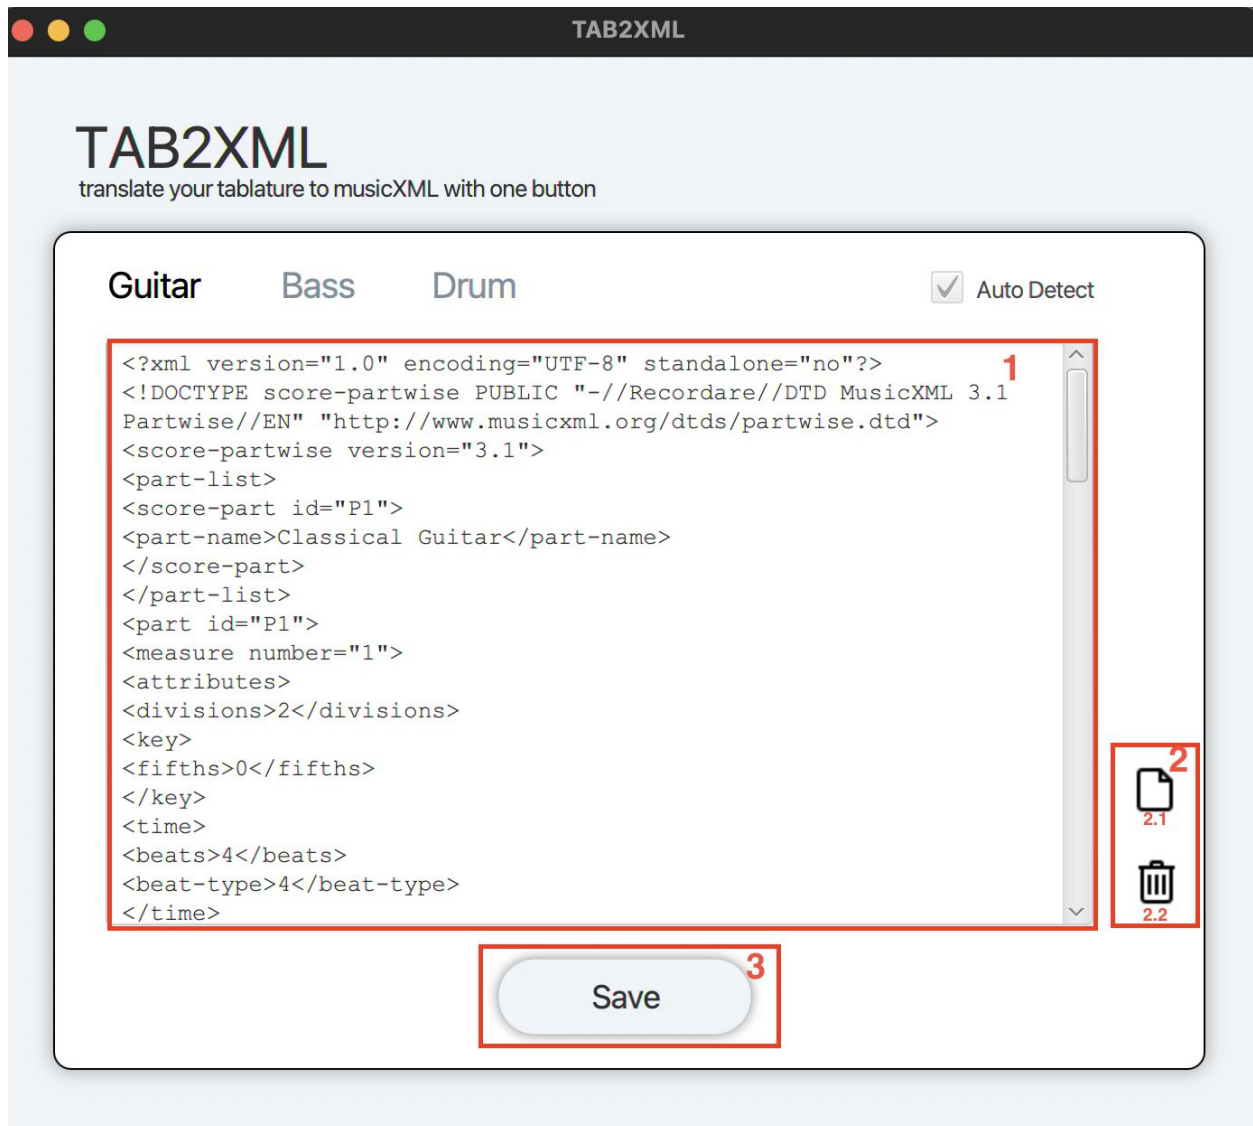 TAB2XML
TAB2XML
translate your tablature to musicXML with one button
Guitar Bass Drum Auto Detect
<?xml version="1.0" encoding="UTF-8" standalone="no"?>
1
<!DOCTYPE score-partwise PUBLIC "-//Recordare//DTD MusicXML 3.1
Partwise//EN" "http://www.musicxml.org/dtds/partwise.dtd">
<score-partwise version="3.1">
<part-list>
<score-part id="P1">
<part-name>Classical Guitar</part-name>
</score-part>
</part-list>
<part id="P1">
<measure number="1">
<attributes>
<divisions>2</divisions>
<key>
<fifths>0</fifths>
</key>
<time>
<beats>4</beats>
<beat-type>4</beat-type>
</time>
2
2.1
2.2
3
Save